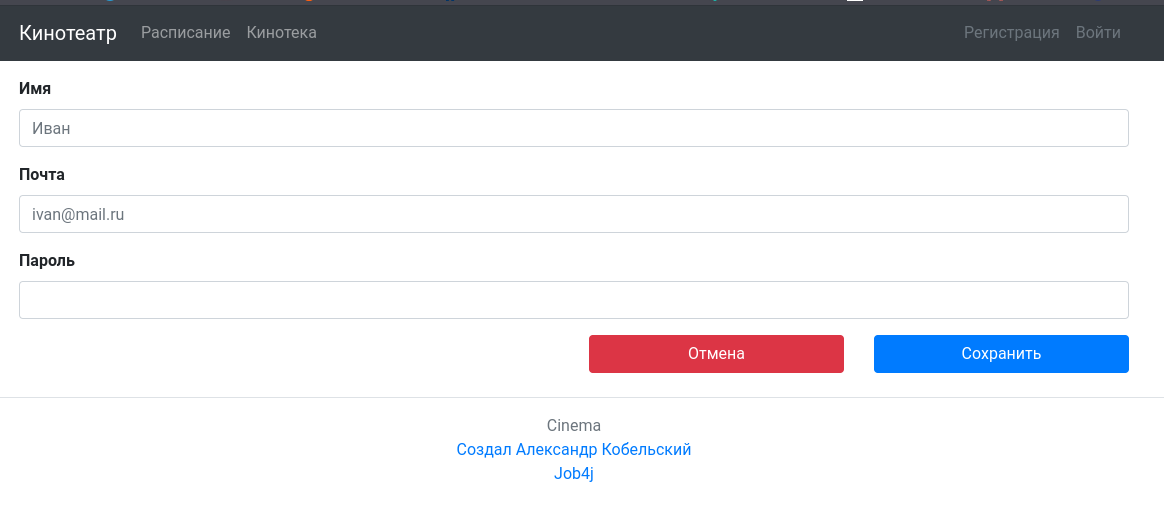 Кинотеатр Расписание Кинотека Регистрация Войти
Имя
Иван
Почта
ivan@mail.ru
Пароль
Отмена Сохранить
Cinema
Создал Александр Кобельский
Job4j